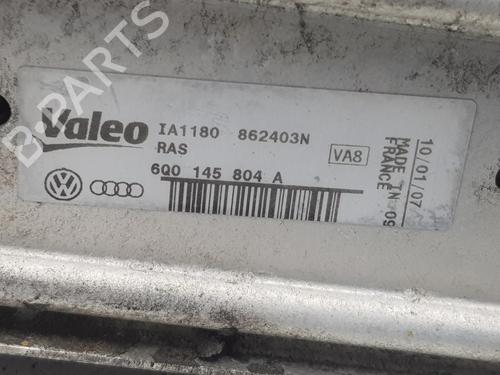 B-PARTS
Valeo
IA1180 862403N
RAS
VA8
6Q0 145 804 A
10/01/07
MADE IN 09
FRANCE